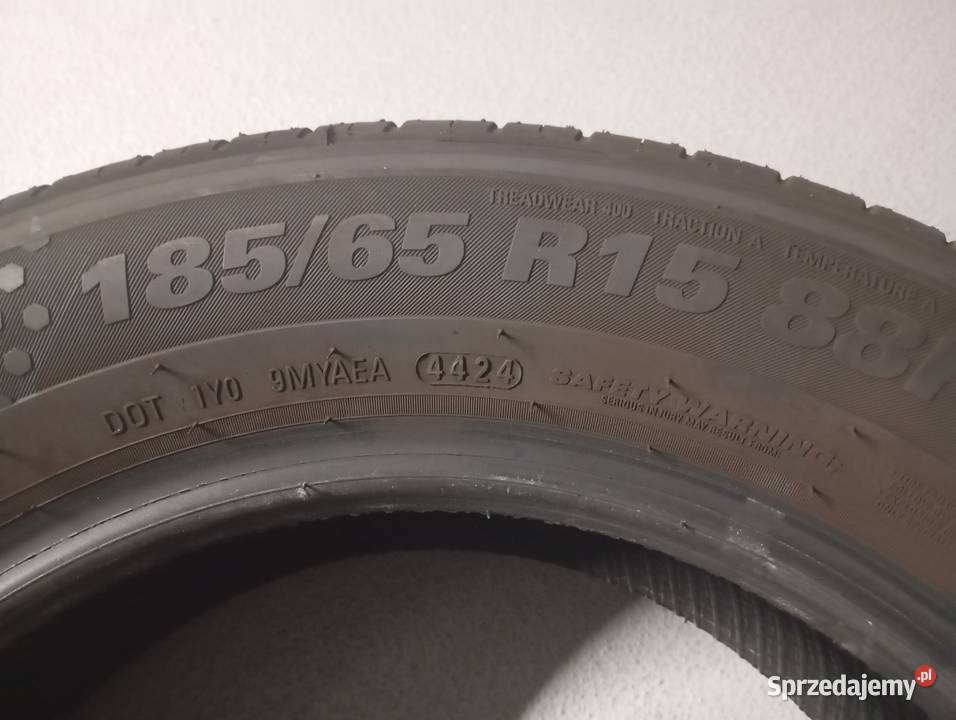 TREADWEAR 400 TRACTION A TEMPERATURE A
185/65 R15 88
DOT 1Y0 9MYAEA 4424
SAFETY WARNING
SERIOUS INJURY MAY RESULT FROM:
Sprzedajemy.pl